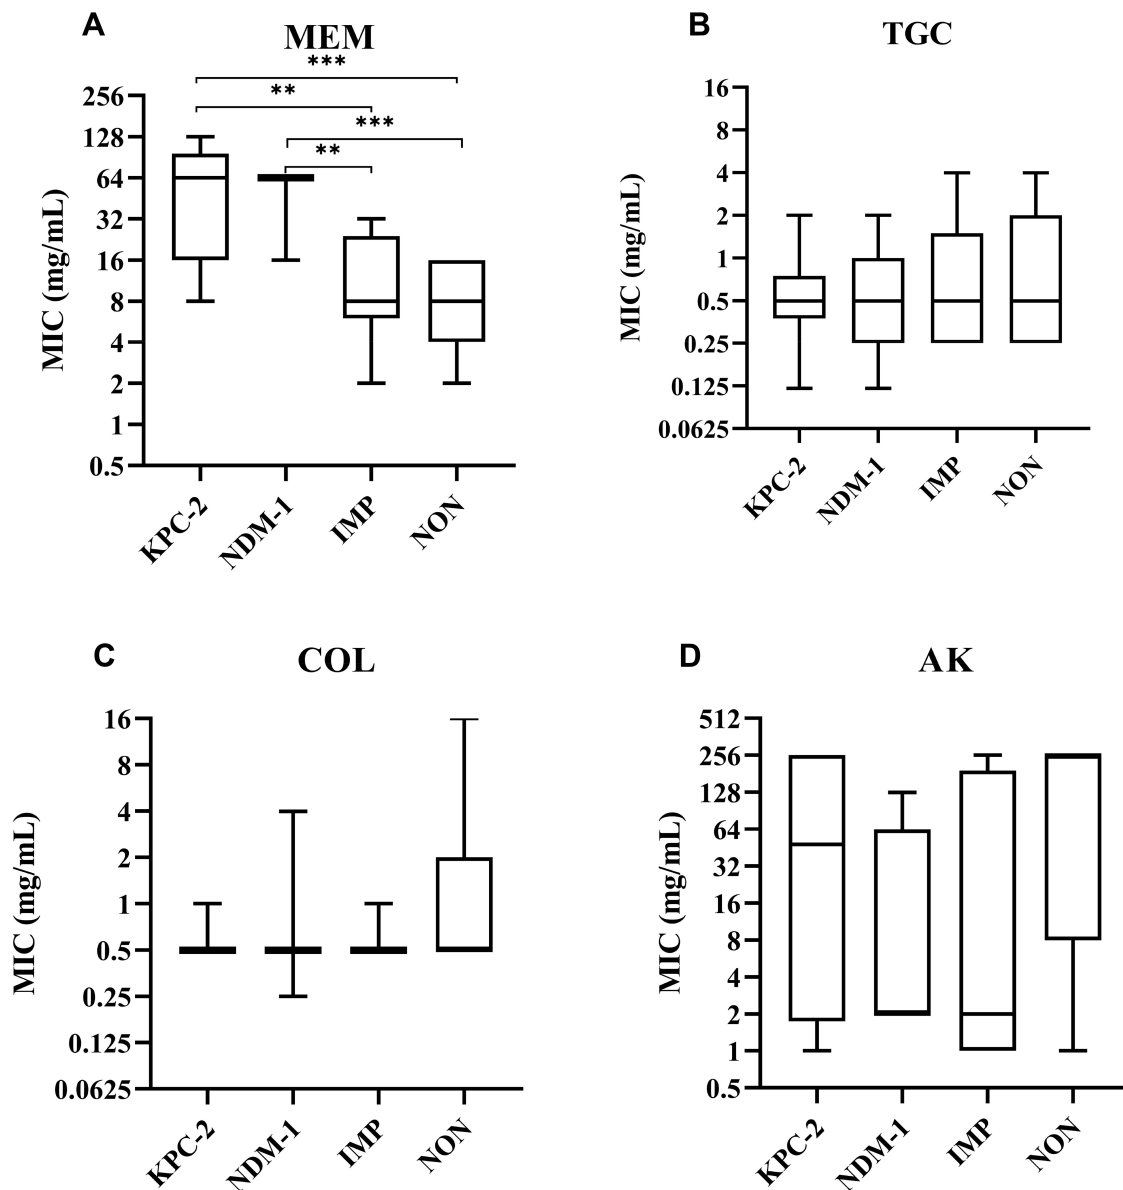 A
MEM
***
**
***
**
MIC (mg/mL)
256
128
64
32
16
8
4
2
1
0.5
KPC-2
NDM-1
IMP
NON
B
TGC
MIC (mg/mL)
16
8
4
2
1
0.5
0.25
0.125
0.0625
KPC-2
NDM-1
IMP
NON
C
COL
MIC (mg/mL)
16
8
4
2
1
0.5
0.25
0.125
0.0625
KPC-2
NDM-1
IMP
NON
D
AK
MIC (mg/mL)
512
256
128
64
32
16
8
4
2
1
0.5
KPC-2
NDM-1
IMP
NON